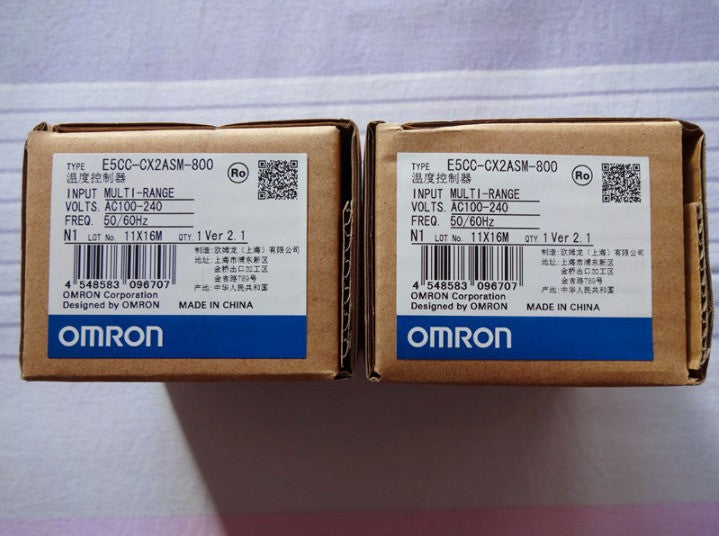 TYPE E5CC-CX2ASM-800
温度控制器
Ro
INPUT MULTI-RANGE
VOLTS. AC100-240
FREQ. 50/60Hz
N1 LOT No. 11X16M QTY. 1 Ver 2.1
制造: 欧姆龙（上海）有限公司
地址: 上海市浦东新区
金桥出口加工区
金吉路789号
产地: 中华人民共和国
4 548583 096707
OMRON Corporation
Designed by OMRON
MADE IN CHINA
OMRON
TYPE E5CC-CX2ASM-800
温度控制器
Ro
INPUT MULTI-RANGE
VOLTS. AC100-240
FREQ. 50/60Hz
N1 LOT No. 11X16M QTY. 1 Ver 2.1
制造: 欧姆龙（上海）有限公司
地址: 上海市浦东新区
金桥出口加工区
金吉路789号
产地: 中华人民共和国
4 548583 096707
OMRON Corporation
Designed by OMRON
MADE IN CHINA
OMRON